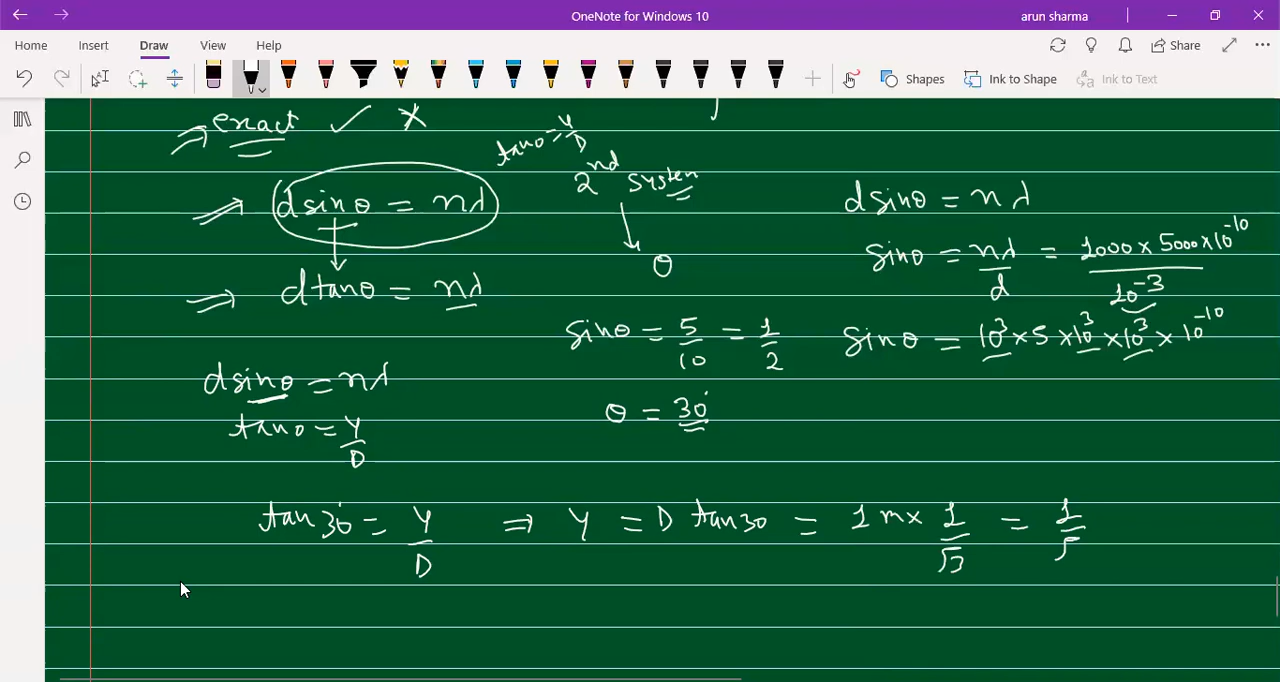 OneNote for Windows 10
arun sharma
Home Insert Draw View Help
Share
Shapes Ink to Shape Ink to Text
⇒ exact ✓ ✗
tanθ = Y/D
2nd system
⇒ dsinθ = nλ
θ
⇒ dtanθ = nλ
dsinθ = nλ
sinθ = nλ/d = 1000 × 5000 × 10^-10 / 10^-3
sinθ = 10^3 × 5 × 10^3 × 10^3 × 10^-10
sinθ = 5/10 = 1/2
θ = 30°
dsinθ = nλ
tanθ = Y/D
tan30° = Y/D ⇒ Y = D tan30 = 1 m × 1/√3 = 1/√